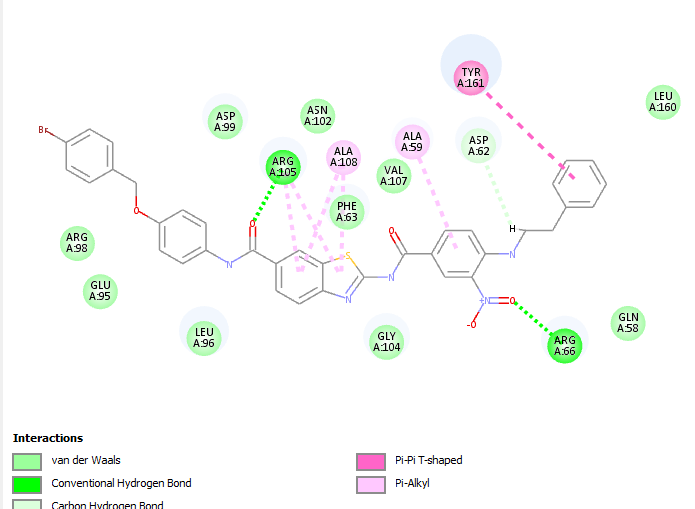 TYR
A:161
LEU
A:160
ASP
A:99
ASN
A:102
ALA
A:59
ASP
A:62
Br
ARG
A:105
ALA
A:108
VAL
A:107
PHE
A:63
O
O
O
H
ARG
A:98
N
S
N
GLU
A:95
N
N
N+
O
-O
GLN
A:58
LEU
A:96
GLY
A:104
ARG
A:66
Interactions
van der Waals
Pi-Pi T-shaped
Conventional Hydrogen Bond
Pi-Alkyl
Carbon Hydrogen Bond